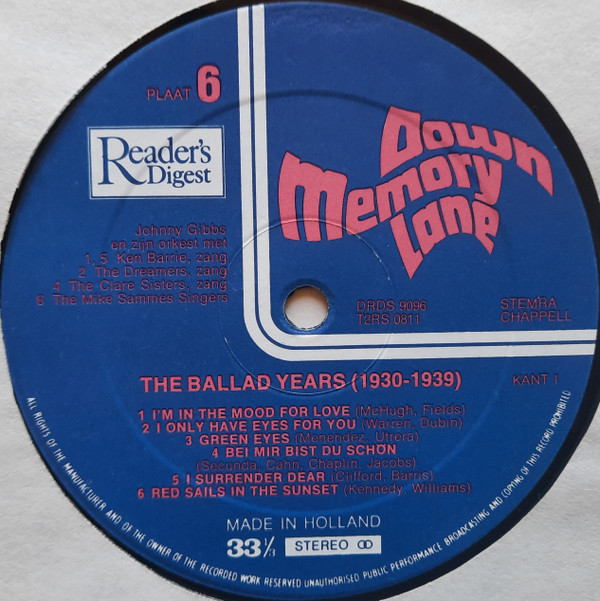 PLAAT 6
Reader's
Digest
Down
Memory
Lane
Johnny Gibbs
en zijn orkest met
1, 5 Ken Barrie, zang
2 The Dreamers, zang
4 The Clare Sisters, zang
6 The Mike Sammes Singers
DRDS 9096
T2RS 0811
STEMRA
CHAPPELL
THE BALLAD YEARS (1930-1939)
KANT 1
1 I'M IN THE MOOD FOR LOVE (McHugh, Fields)
2 I ONLY HAVE EYES FOR YOU (Warren, Dubin)
3 GREEN EYES (Menendez, Utrora)
4 BEI MIR BIST DU SCHÖN
(Secunda, Cahn, Chaplin, Jacobs)
5 I SURRENDER DEAR (Clifford, Barris)
6 RED SAILS IN THE SUNSET (Kennedy, Williams)
MADE IN HOLLAND
33⅓ STEREO
ALL RIGHTS OF THE MANUFACTURER AND OF THE OWNER OF THE RECORDED WORK RESERVED UNAUTHORISED PUBLIC PERFORMANCE BROADCASTING AND COPYING OF THIS RECORD PROHIBITED